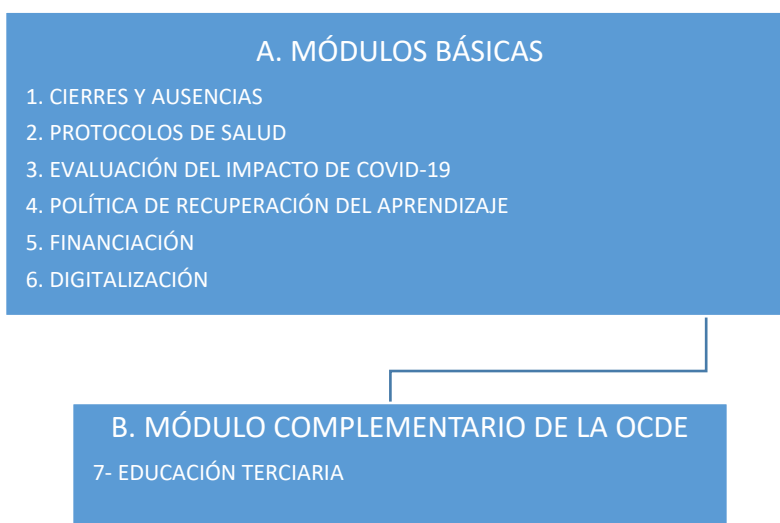 A. MÓDULOS BÁSICAS
1. CIERRES Y AUSENCIAS
2. PROTOCOLOS DE SALUD
3. EVALUACIÓN DEL IMPACTO DE COVID-19
4. POLÍTICA DE RECUPERACIÓN DEL APRENDIZAJE
5. FINANCIACIÓN
6. DIGITALIZACIÓN
B. MÓDULO COMPLEMENTARIO DE LA OCDE
7- EDUCACIÓN TERCIARIA